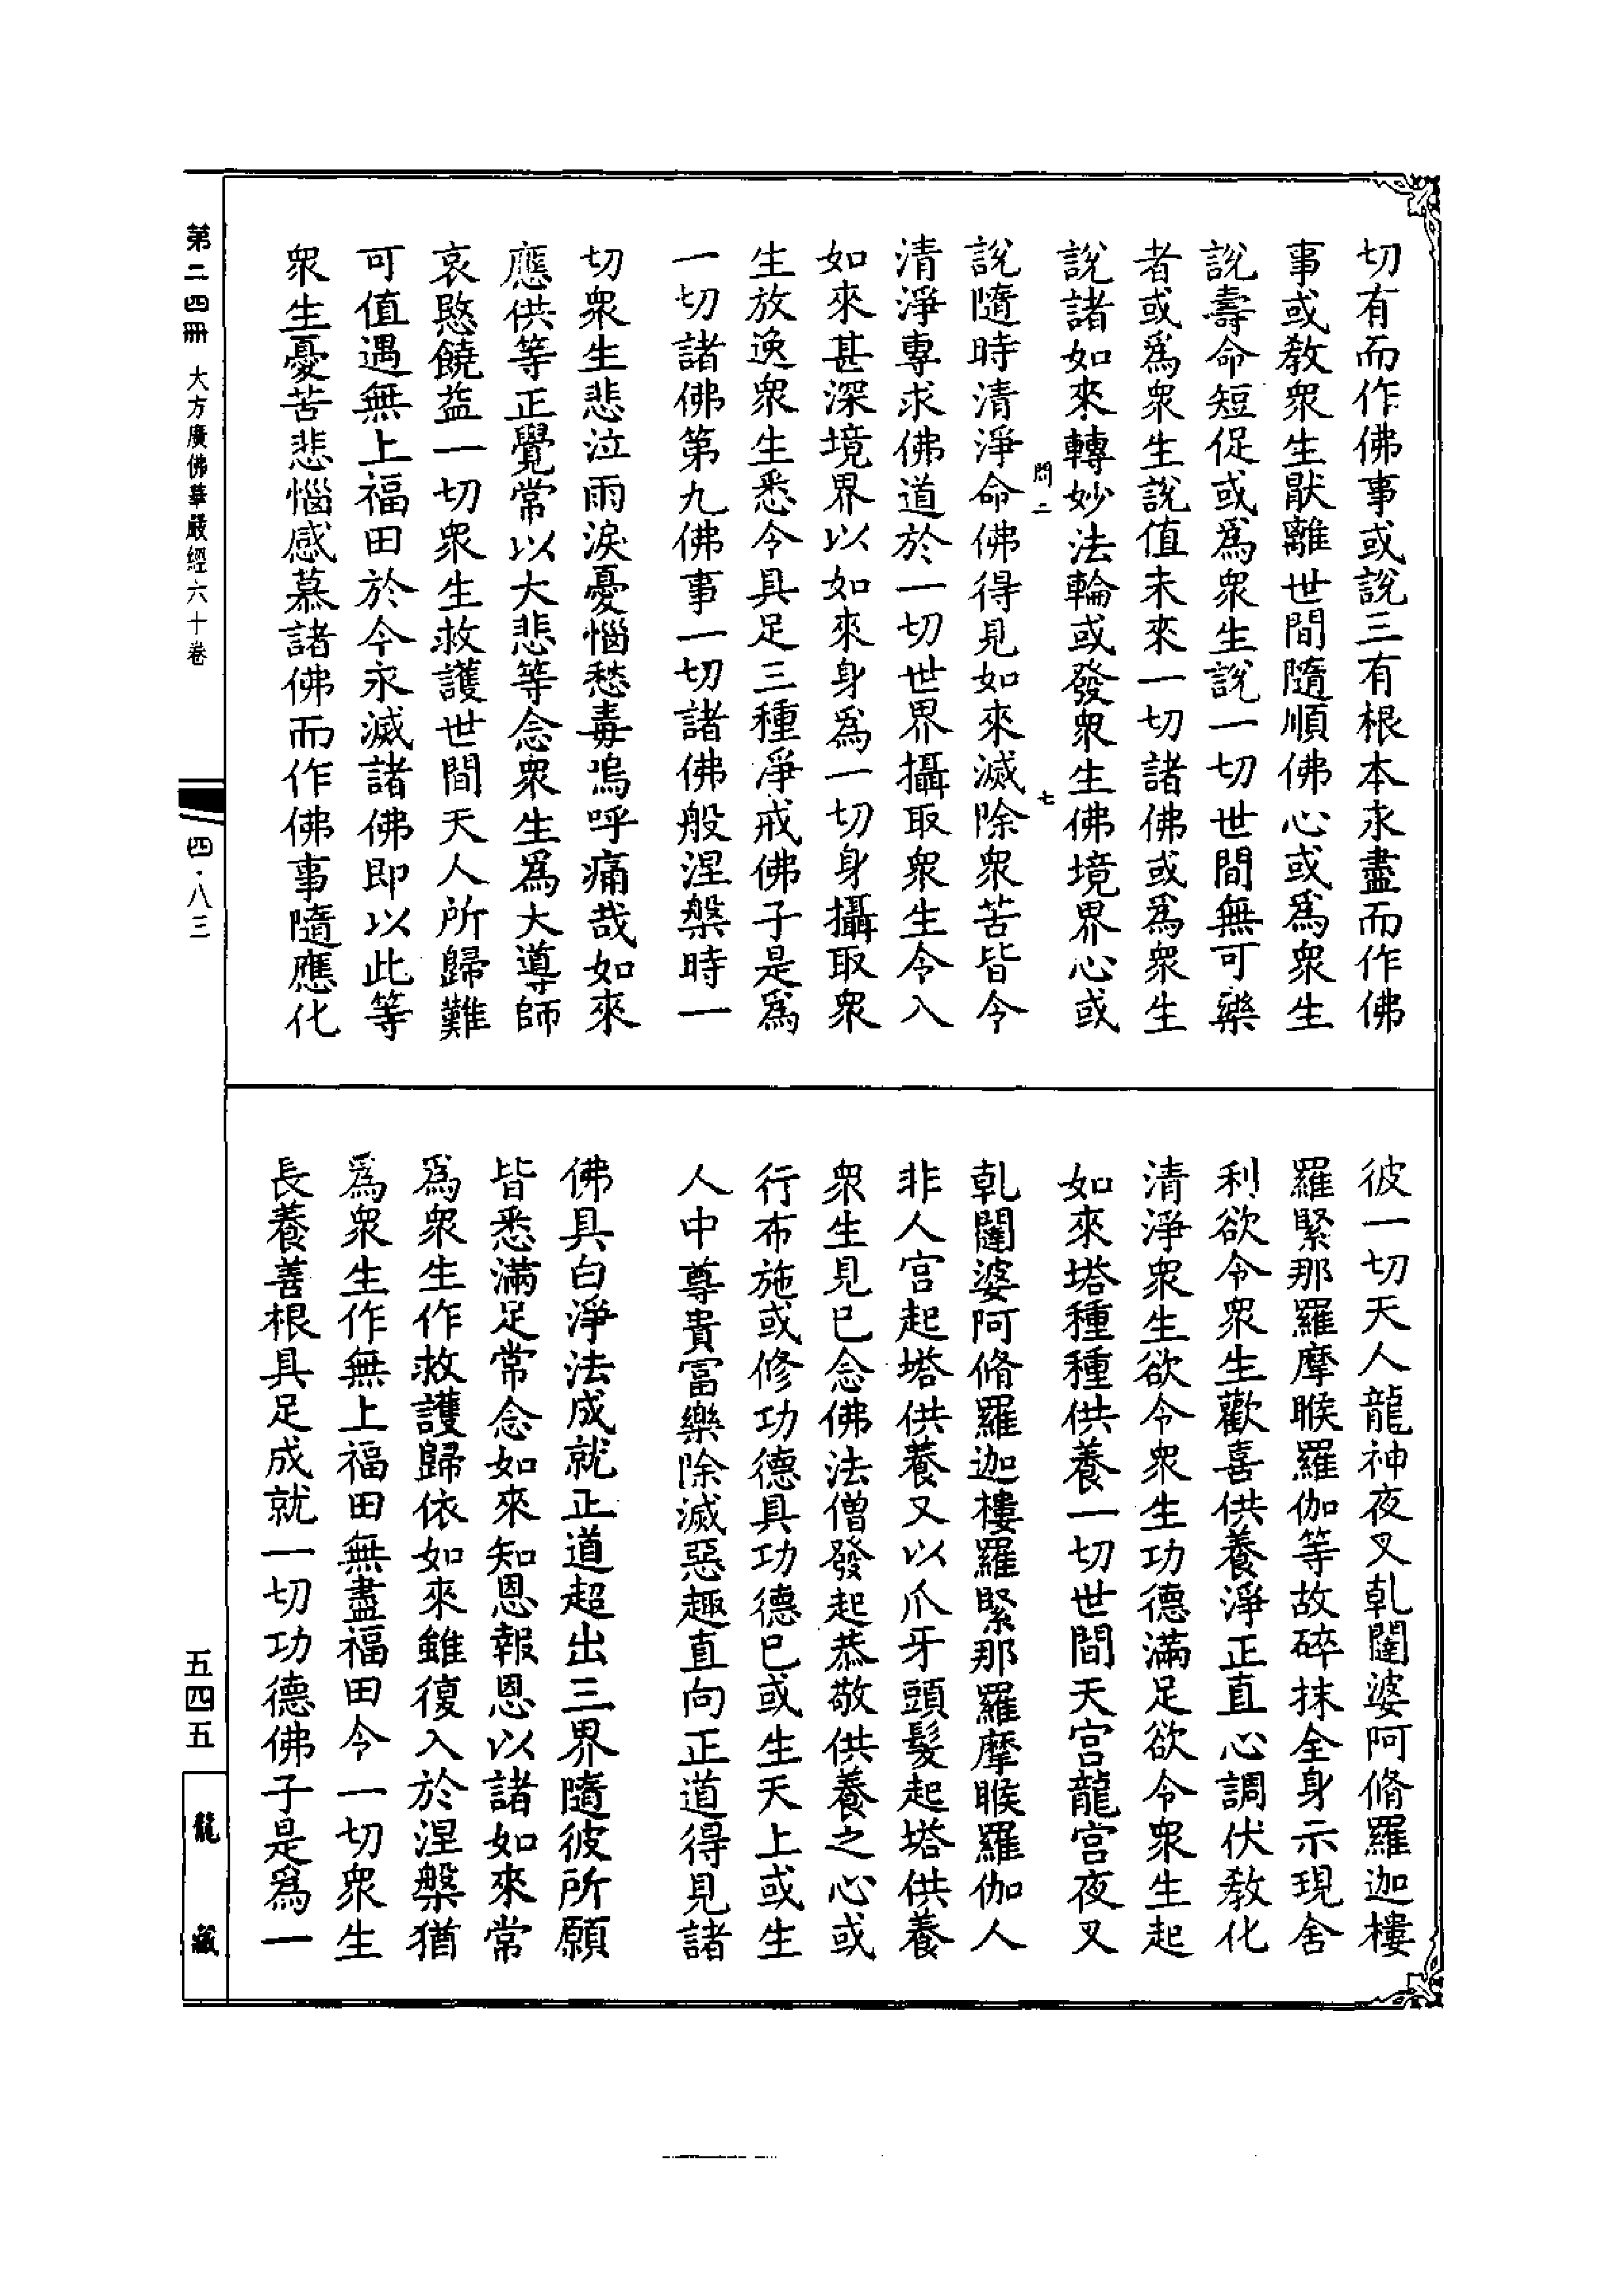 切有而作佛事或說三有根本永盡而作佛
事或教衆生猒離世間隨順佛心或爲衆生
說壽命短促或爲衆生說一切世間無可樂
者或爲衆生說值未來一切諸佛或爲衆生
說諸如來轉妙法輪或發衆生佛境界心或
問二
七
說隨時清淨命佛得見如來滅除衆苦皆令
清淨專求佛道於一切世界攝取衆生令入
如來甚深境界以如來身爲一切身攝取衆
生放逸衆生悉令具足三種淨戒佛子是爲
一切諸佛第九佛事一切諸佛般涅槃時一
切衆生悲泣雨淚憂惱愁毒嗚呼痛哉如來
應供等正覺常以大悲等念衆生爲大導師
哀愍饒益一切衆生救護世間天人所歸難
可值遇無上福田於今永滅諸佛即以此等
衆生憂苦悲惱感慕諸佛而作佛事隨應化
彼一切天人龍神夜叉乹闥婆阿脩羅迦樓
羅緊那羅摩睺羅伽等故碎抹全身示現舍
利欲令衆生歡喜供養淨正直心調伏教化
清淨衆生欲令衆生功德滿足欲令衆生起
如來塔種種供養一切世間天宮龍宮夜叉
乹闥婆阿脩羅迦樓羅緊那羅摩睺羅伽人
非人宮起塔供養又以爪牙頭髮起塔供養
衆生見已念佛法僧發起恭敬供養之心或
行布施或修功德具功德已或生天上或生
人中尊貴富樂除滅惡趣直向正道得見諸
佛具白淨法成就正道超出三界隨彼所願
皆悉滿足常念如來知恩報恩以諸如來常
爲衆生作救護歸依如來雖復入於涅槃猶
爲衆生作無上福田無盡福田令一切衆生
長養善根具足成就一切功德佛子是爲一
第二四冊 大方廣佛華嚴經六十卷
四·八三
五四五
龍藏